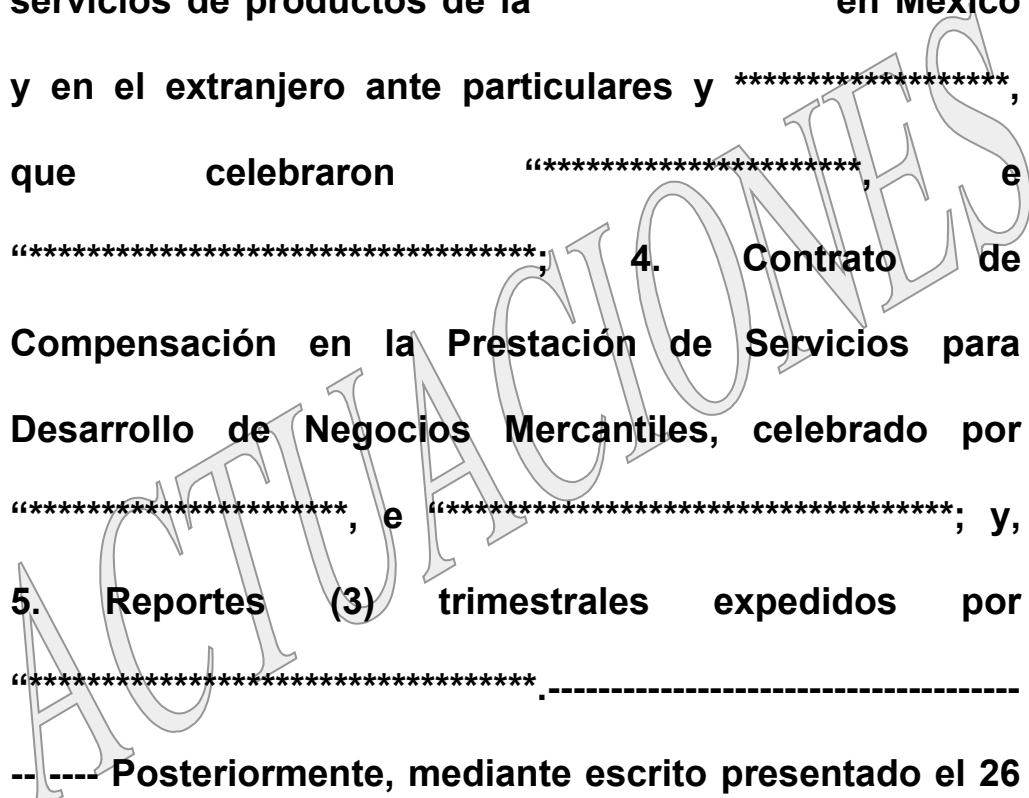 servicios de productos de la en México
y en el extranjero ante particulares y *******************,
que celebraron “**********************, e
“***********************************; 4. Contrato de
Compensación en la Prestación de Servicios para
Desarrollo de Negocios Mercantiles, celebrado por
“**********************, e “***********************************; y,
5. Reportes (3) trimestrales expedidos por
“***********************************.-------------------------------------
-- ---- Posteriormente, mediante escrito presentado el 26
ACTUACIONES